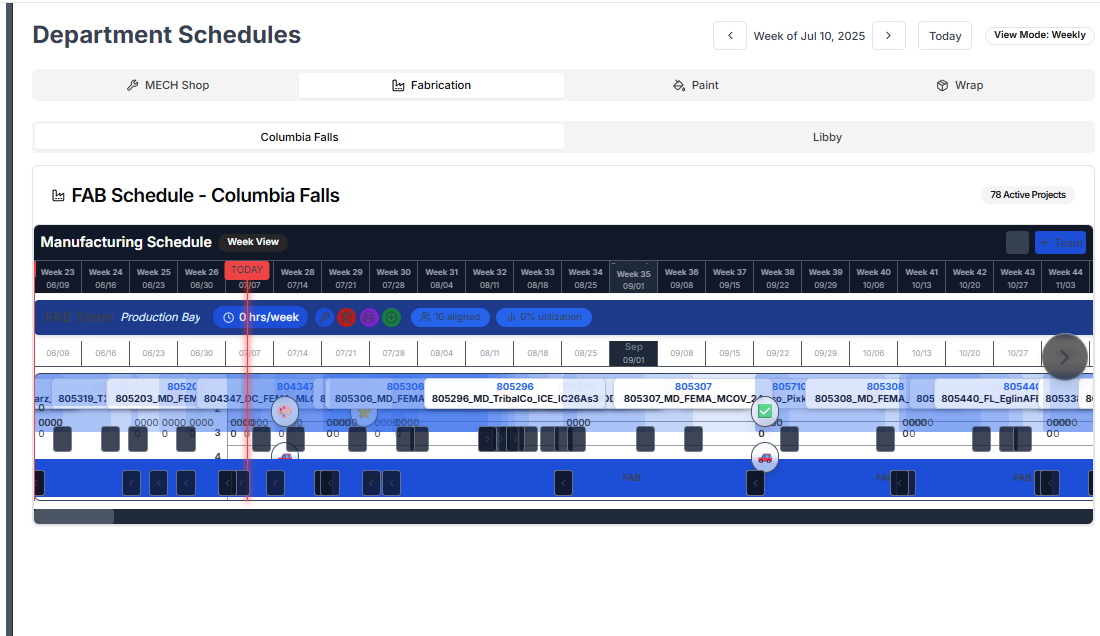 Department Schedules
Week of Jul 10, 2025
Today
View Mode: Weekly
MECH Shop
Fabrication
Paint
Wrap
Columbia Falls
Libby
FAB Schedule - Columbia Falls
78 Active Projects
Manufacturing Schedule
Week View
+ Team
Week 23 Week 24 Week 25 Week 26 TODAY Week 28 Week 29 Week 30 Week 31 Week 32 Week 33 Week 34 Week 35 Week 36 Week 37 Week 38 Week 39 Week 40 Week 41 Week 42 Week 43 Week 44
06/09 06/16 06/23 06/30 07/07 07/14 07/21 07/28 08/04 08/11 08/18 08/25 09/01 09/08 09/15 09/22 09/29 10/06 10/13 10/20 10/27 11/03
FAB Team Production Bay 0 hrs/week 10 aligned 0% utilization
Sep
06/09 06/16 06/23 06/30 07/07 07/14 07/21 07/28 08/04 08/11 08/18 08/25 09/01 09/08 09/15 09/22 09/29 10/06 10/13 10/20 10/27
80520 804347 805306 805296 805307 80571 805308 80544
805319_T 805203_MD_FEM 804347_DC_FEMA_ML 805306_MD_FEMA 805296_MD_TribalCo_ICE_IC26As3 805307_MD_FEMA_MCOV_2 805308_MD_FEMA_ 805 805440_FL_EglinAFB 80533
2
0000 0000 0000 0000 0000 0000 0000
3
4
FAB FA FAB